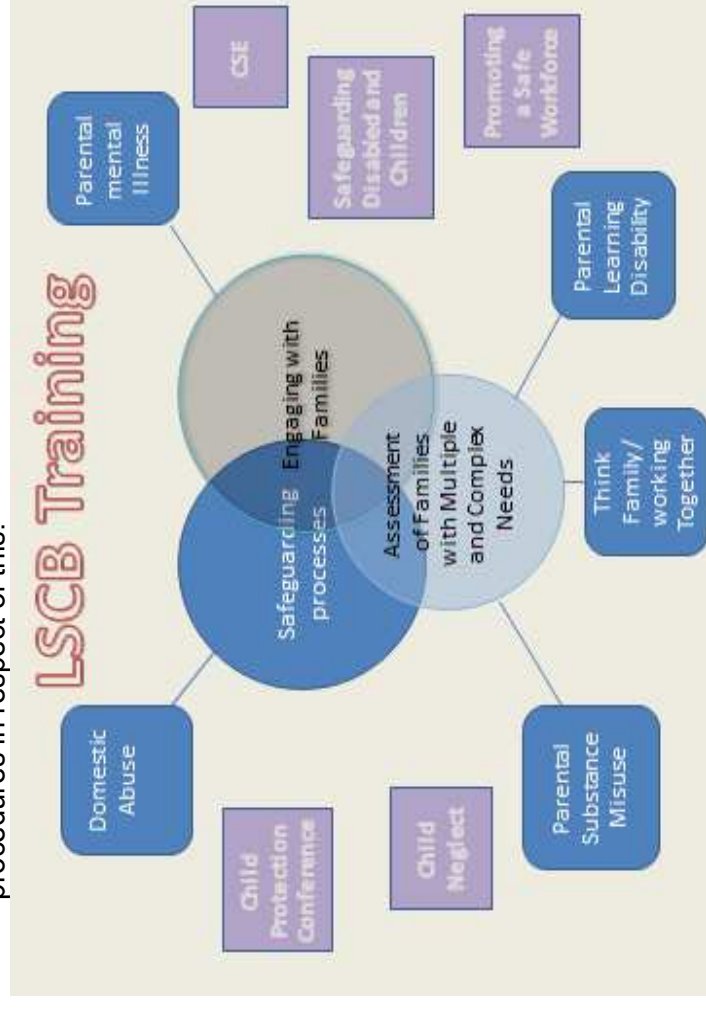 procedures in respect of this.
LSCB Training
Domestic
Abuse
Parental
mental
Illness
Child
Protection
Conference
Safeguarding
processes
Engaging with
Families
CSE
Safeguarding
Disabled and
Children
Child
Neglect
Assessment
of Families
with Multiple
and Complex
Needs
Promoting
a Safe
Workforce
Parental
Substance
Misuse
Think
Family/
working
Together
Parental
Learning
Disability